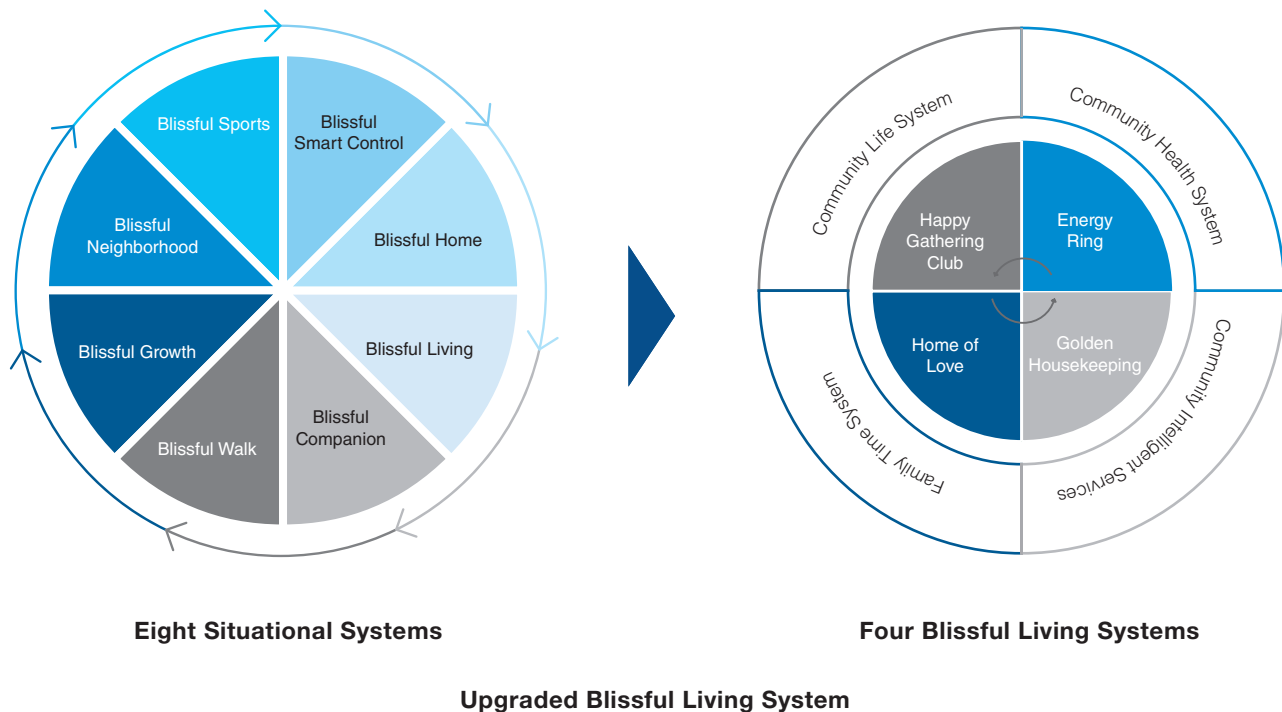 Blissful Sports
Blissful
Smart Control
Blissful Home
Blissful Living
Blissful
Companion
Blissful Walk
Blissful Growth
Blissful
Neighborhood
Eight Situational Systems
Community Life System
Community Health System
Community Intelligent Services
Family Time System
Happy
Gathering
Club
Energy
Ring
Home of
Love
Golden
Housekeeping
Four Blissful Living Systems
Upgraded Blissful Living System